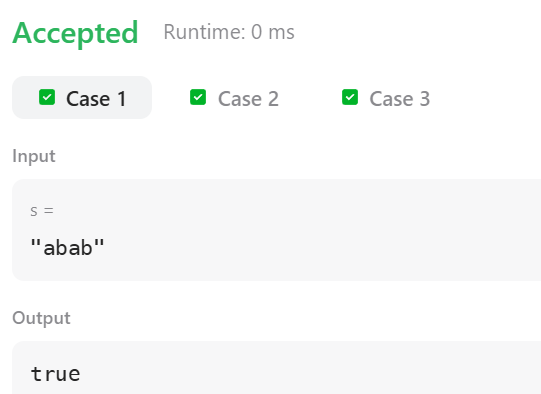 Accepted Runtime: 0 ms
Case 1 Case 2 Case 3
Input
s =
"abab"
Output
true